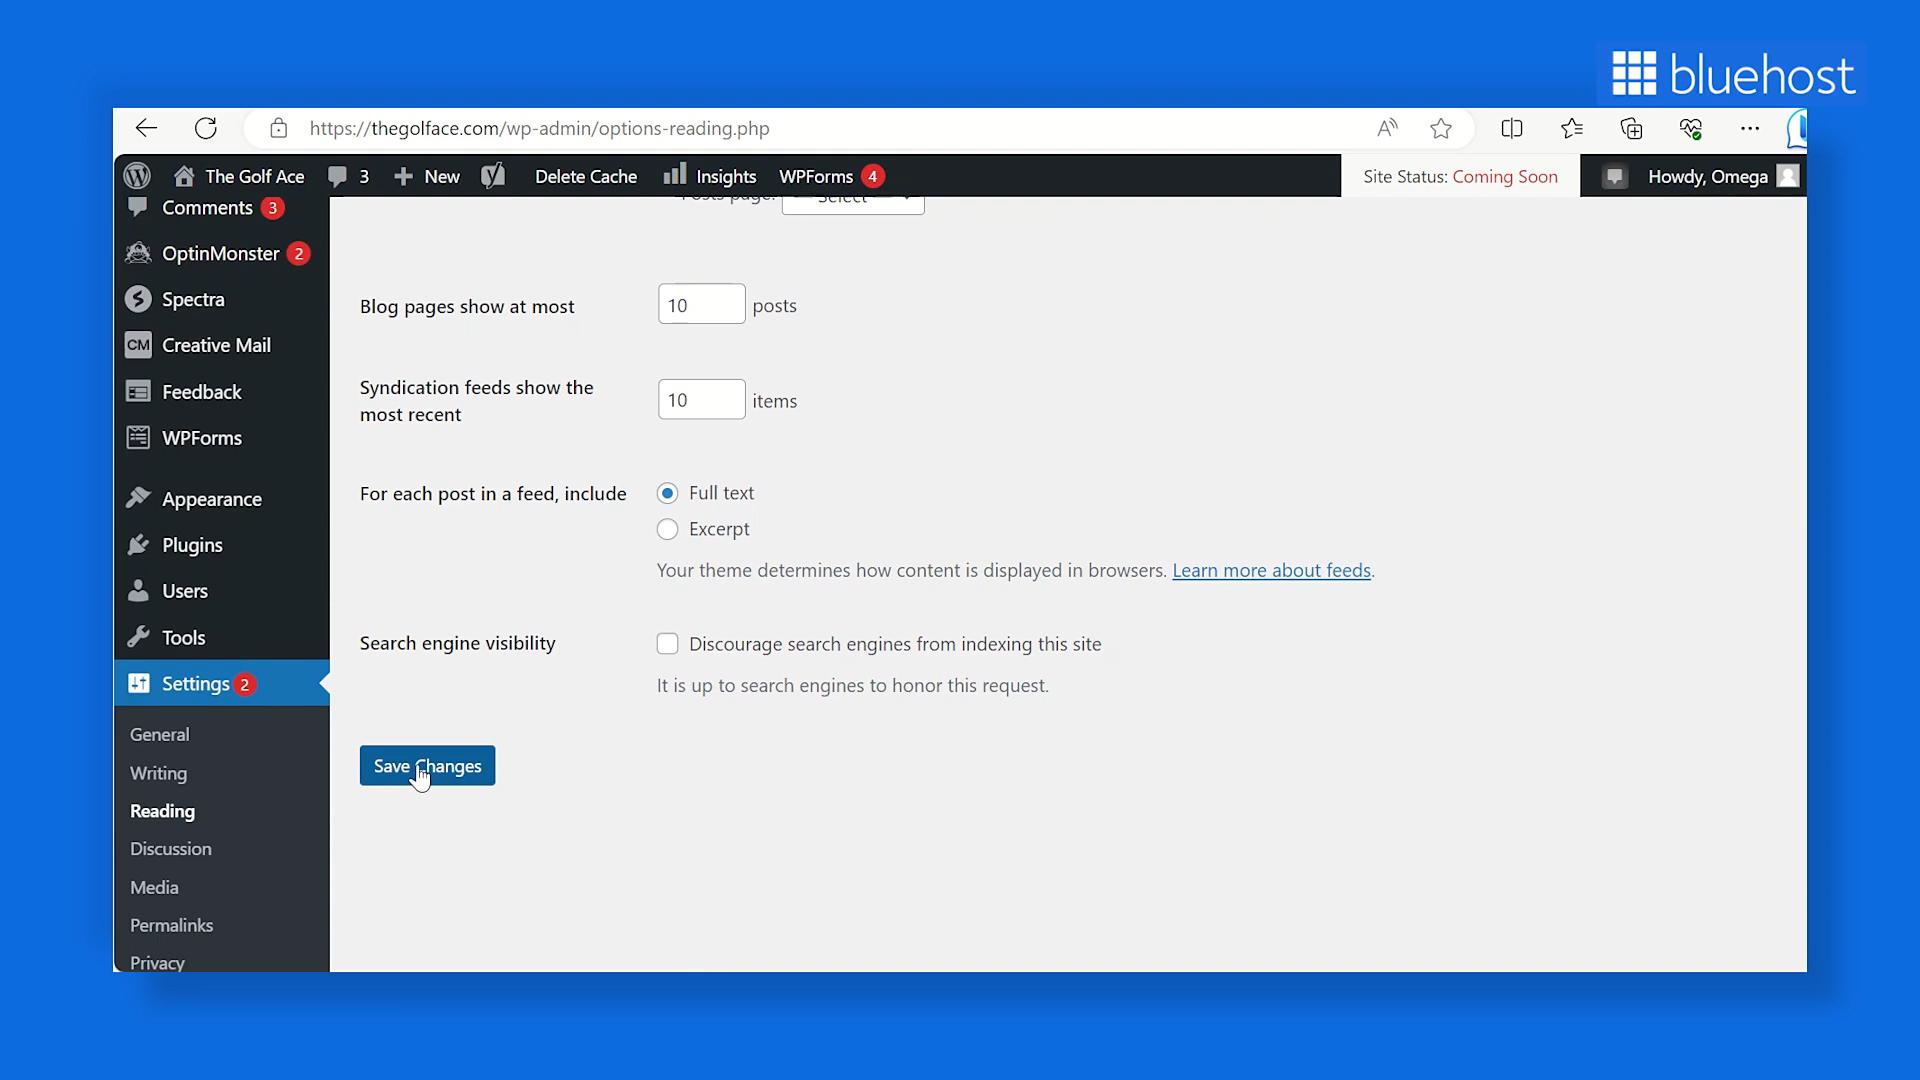 bluehost
https://thegolface.com/wp-admin/options-reading.php
The Golf Ace 3 New Delete Cache Insights WPForms 4 Site Status: Coming Soon Howdy, Omega
Comments 3
OptinMonster 2
Spectra
CM Creative Mail
Feedback
WPForms
Appearance
Plugins
Users
Tools
Settings 2
General
Writing
Reading
Discussion
Media
Permalinks
Privacy
Posts page: Select
Blog pages show at most 10 posts
Syndication feeds show the
most recent
10 items
For each post in a feed, include
Full text
Excerpt
Your theme determines how content is displayed in browsers. Learn more about feeds.
Search engine visibility
Discourage search engines from indexing this site
It is up to search engines to honor this request.
Save Changes